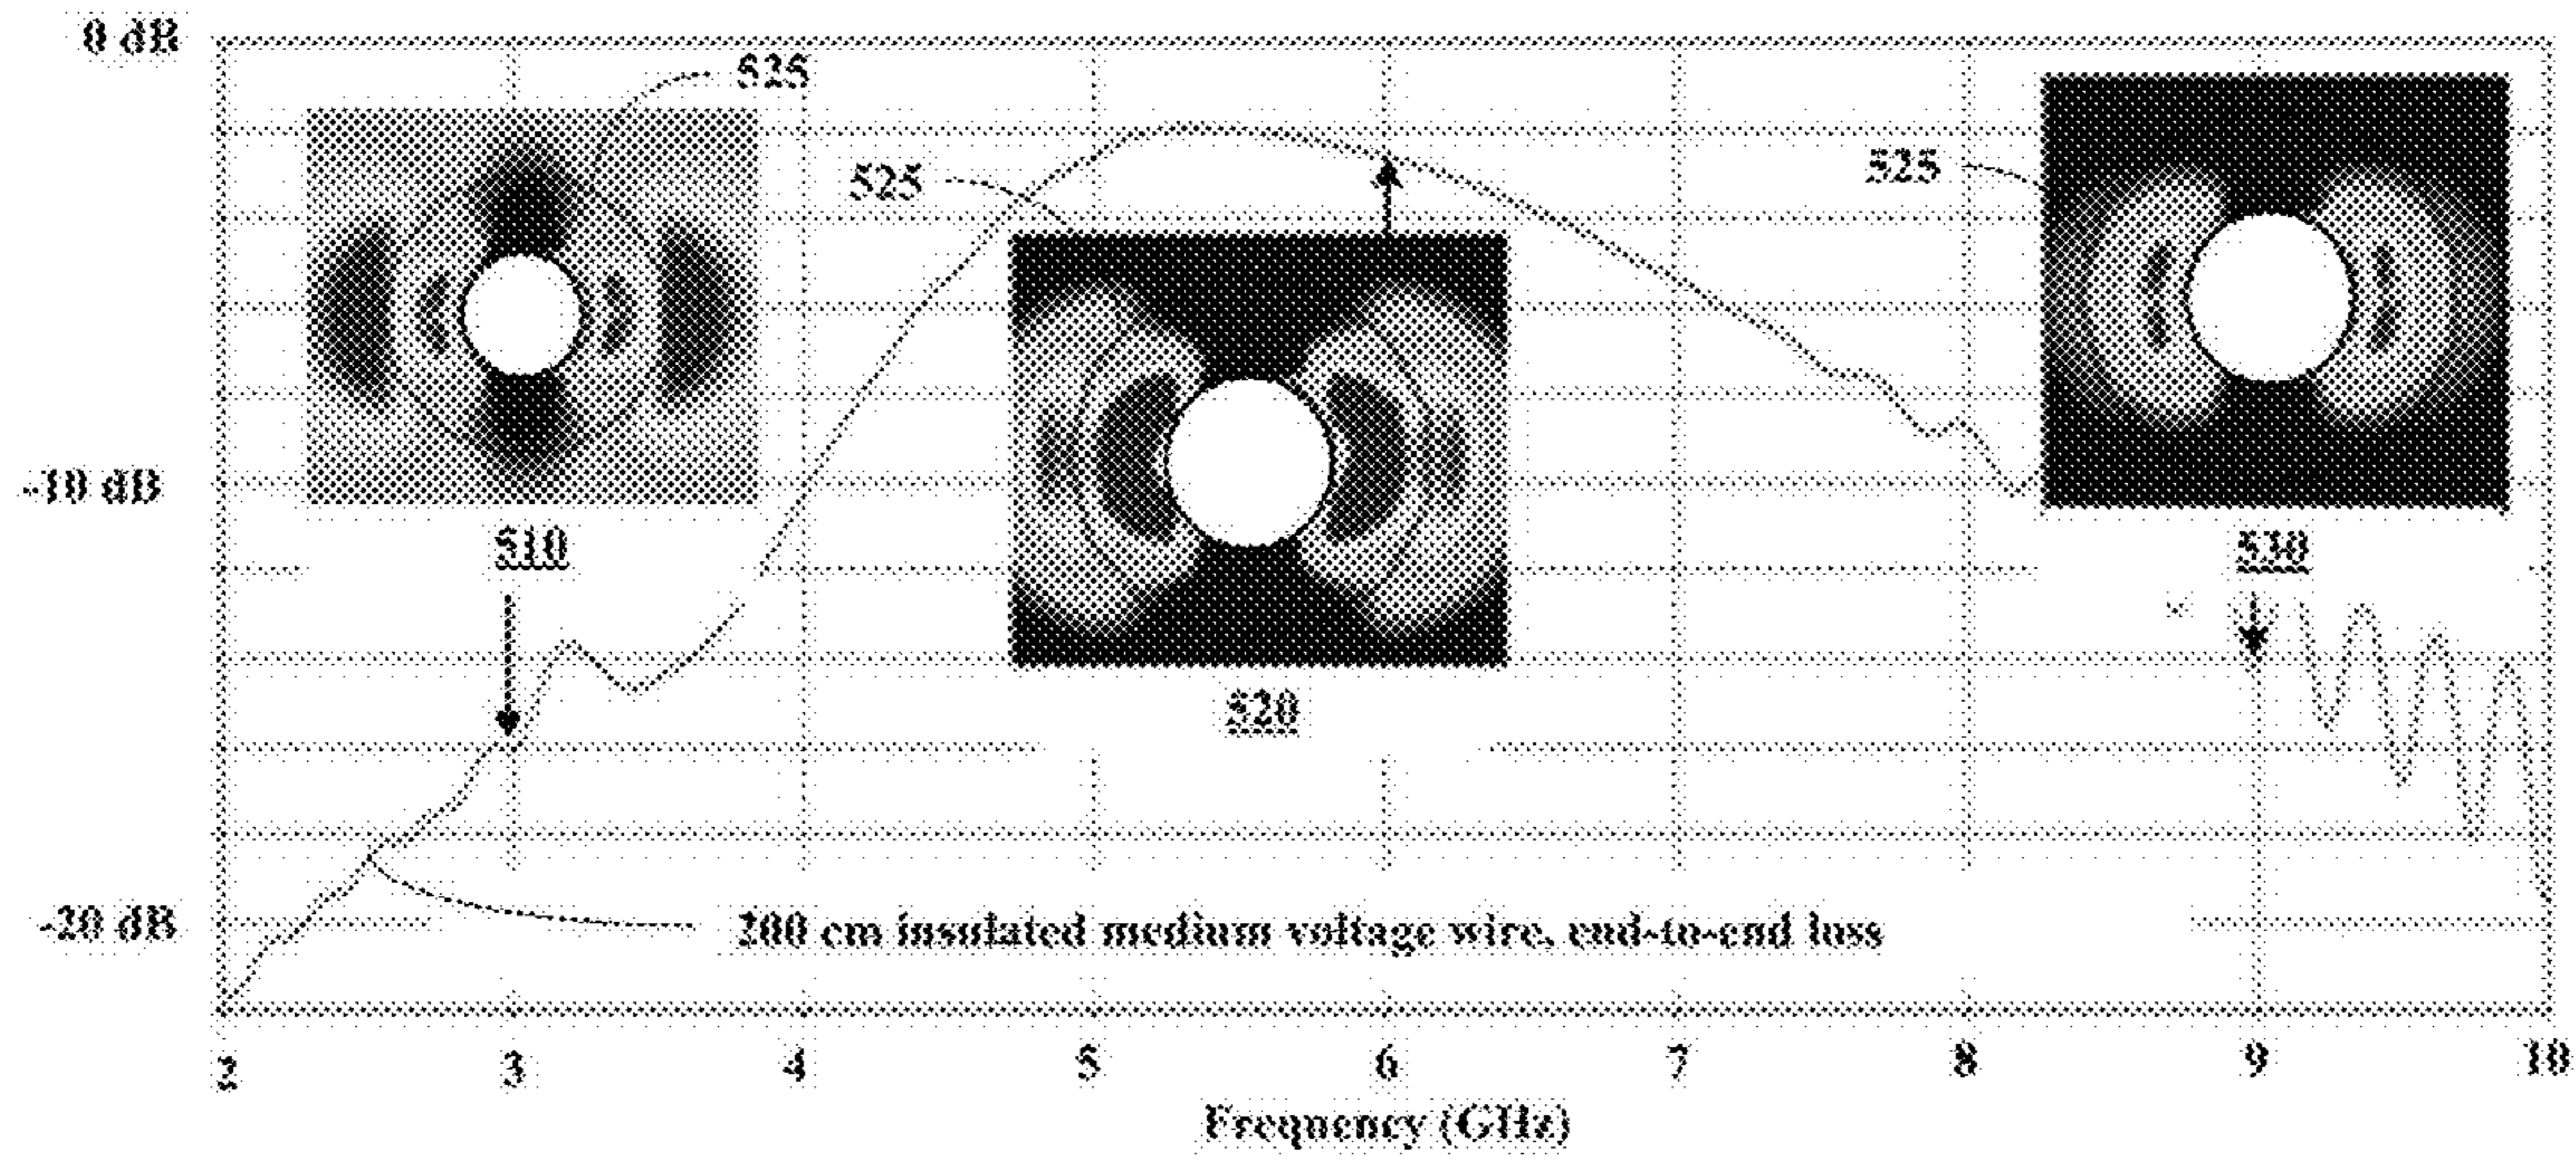 0 dB
525
525
525
-10 dB
510
530
520
-20 dB
200 cm insulated medium voltage wire, end-to-end loss
2 3 4 5 6 7 8 9 10
Frequency (GHz)